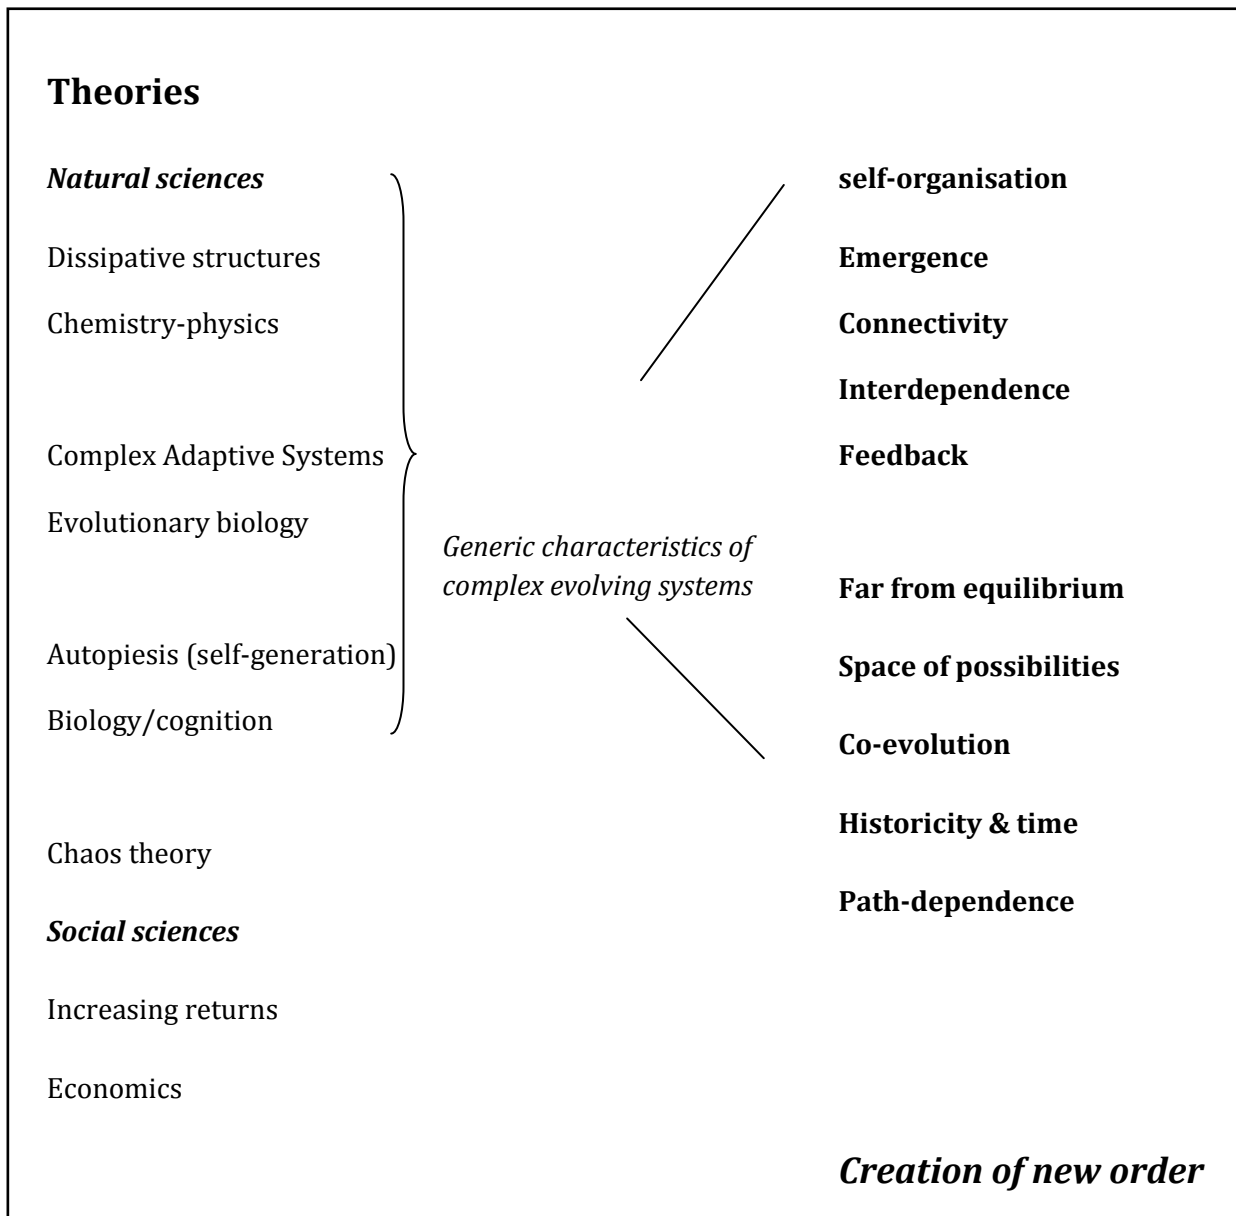 Theories
Natural sciences
Dissipative structures
Chemistry-physics
Complex Adaptive Systems
Evolutionary biology
Autopiesis (self-generation)
Biology/cognition
Chaos theory
Social sciences
Increasing returns
Economics
Generic characteristics of
complex evolving systems
self-organisation
Emergence
Connectivity
Interdependence
Feedback
Far from equilibrium
Space of possibilities
Co-evolution
Historicity & time
Path-dependence
Creation of new order